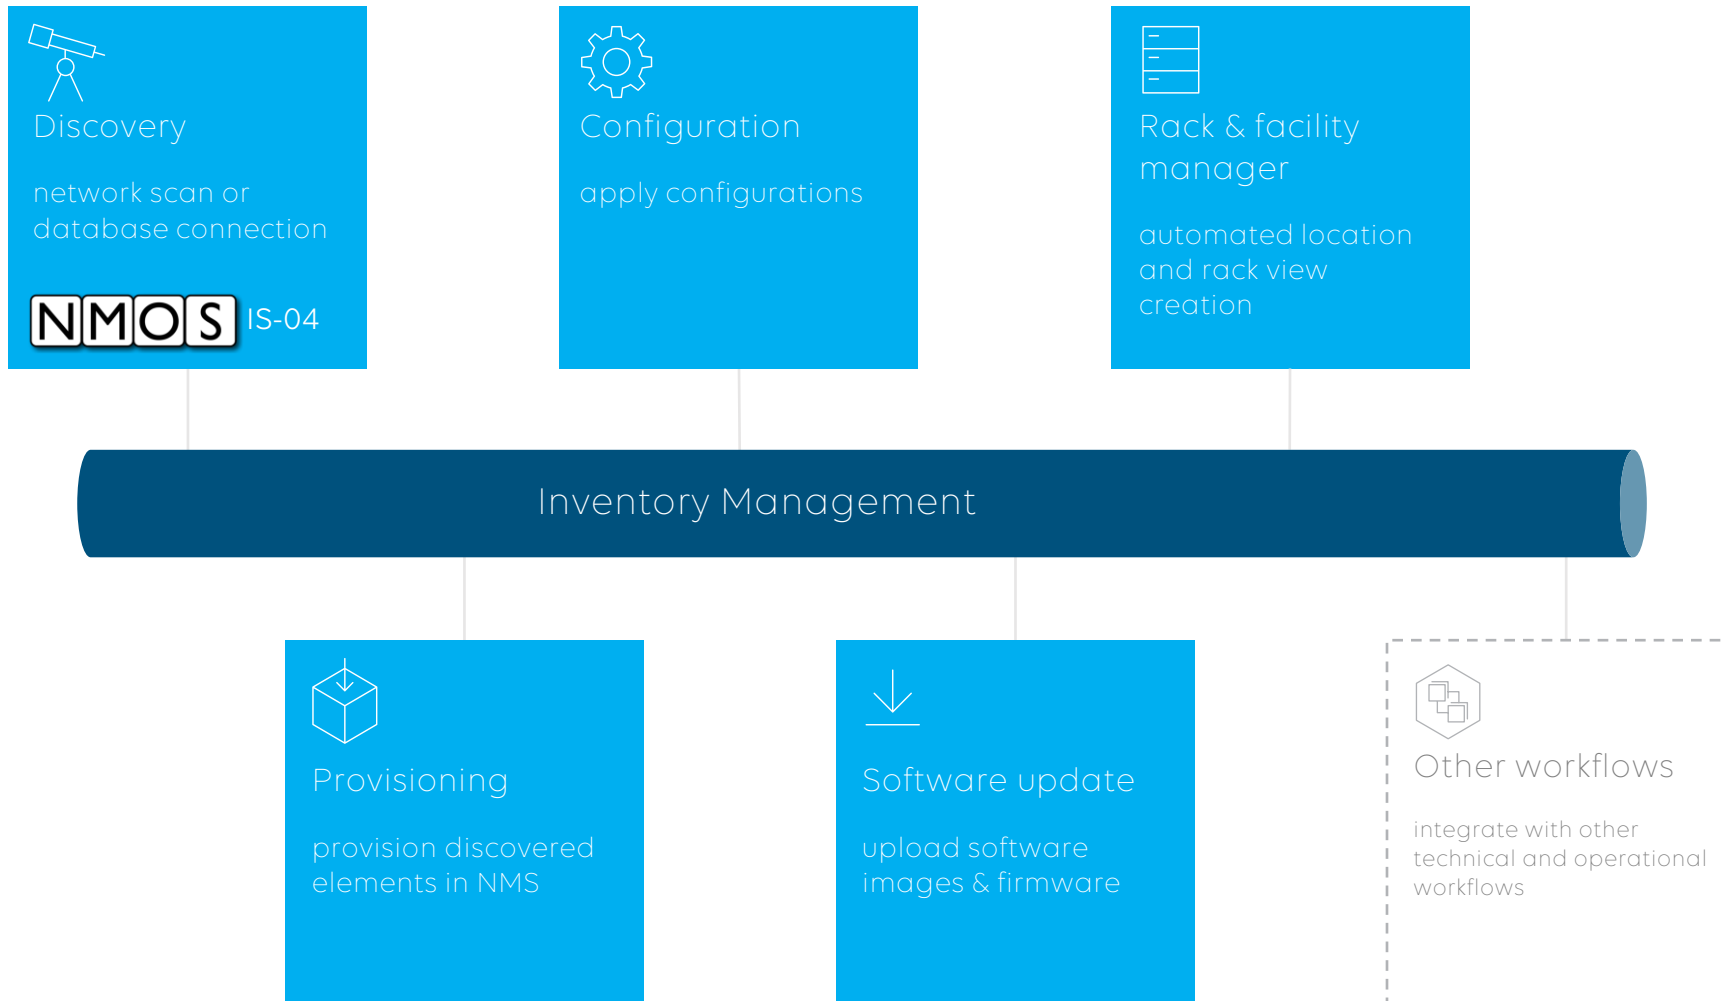 Discovery
network scan or
database connection
NMOS IS-04
Configuration
apply configurations
Rack & facility
manager
automated location
and rack view
creation
Inventory Management
Provisioning
provision discovered
elements in NMS
Software update
upload software
images & firmware
Other workflows
integrate with other
technical and operational
workflows